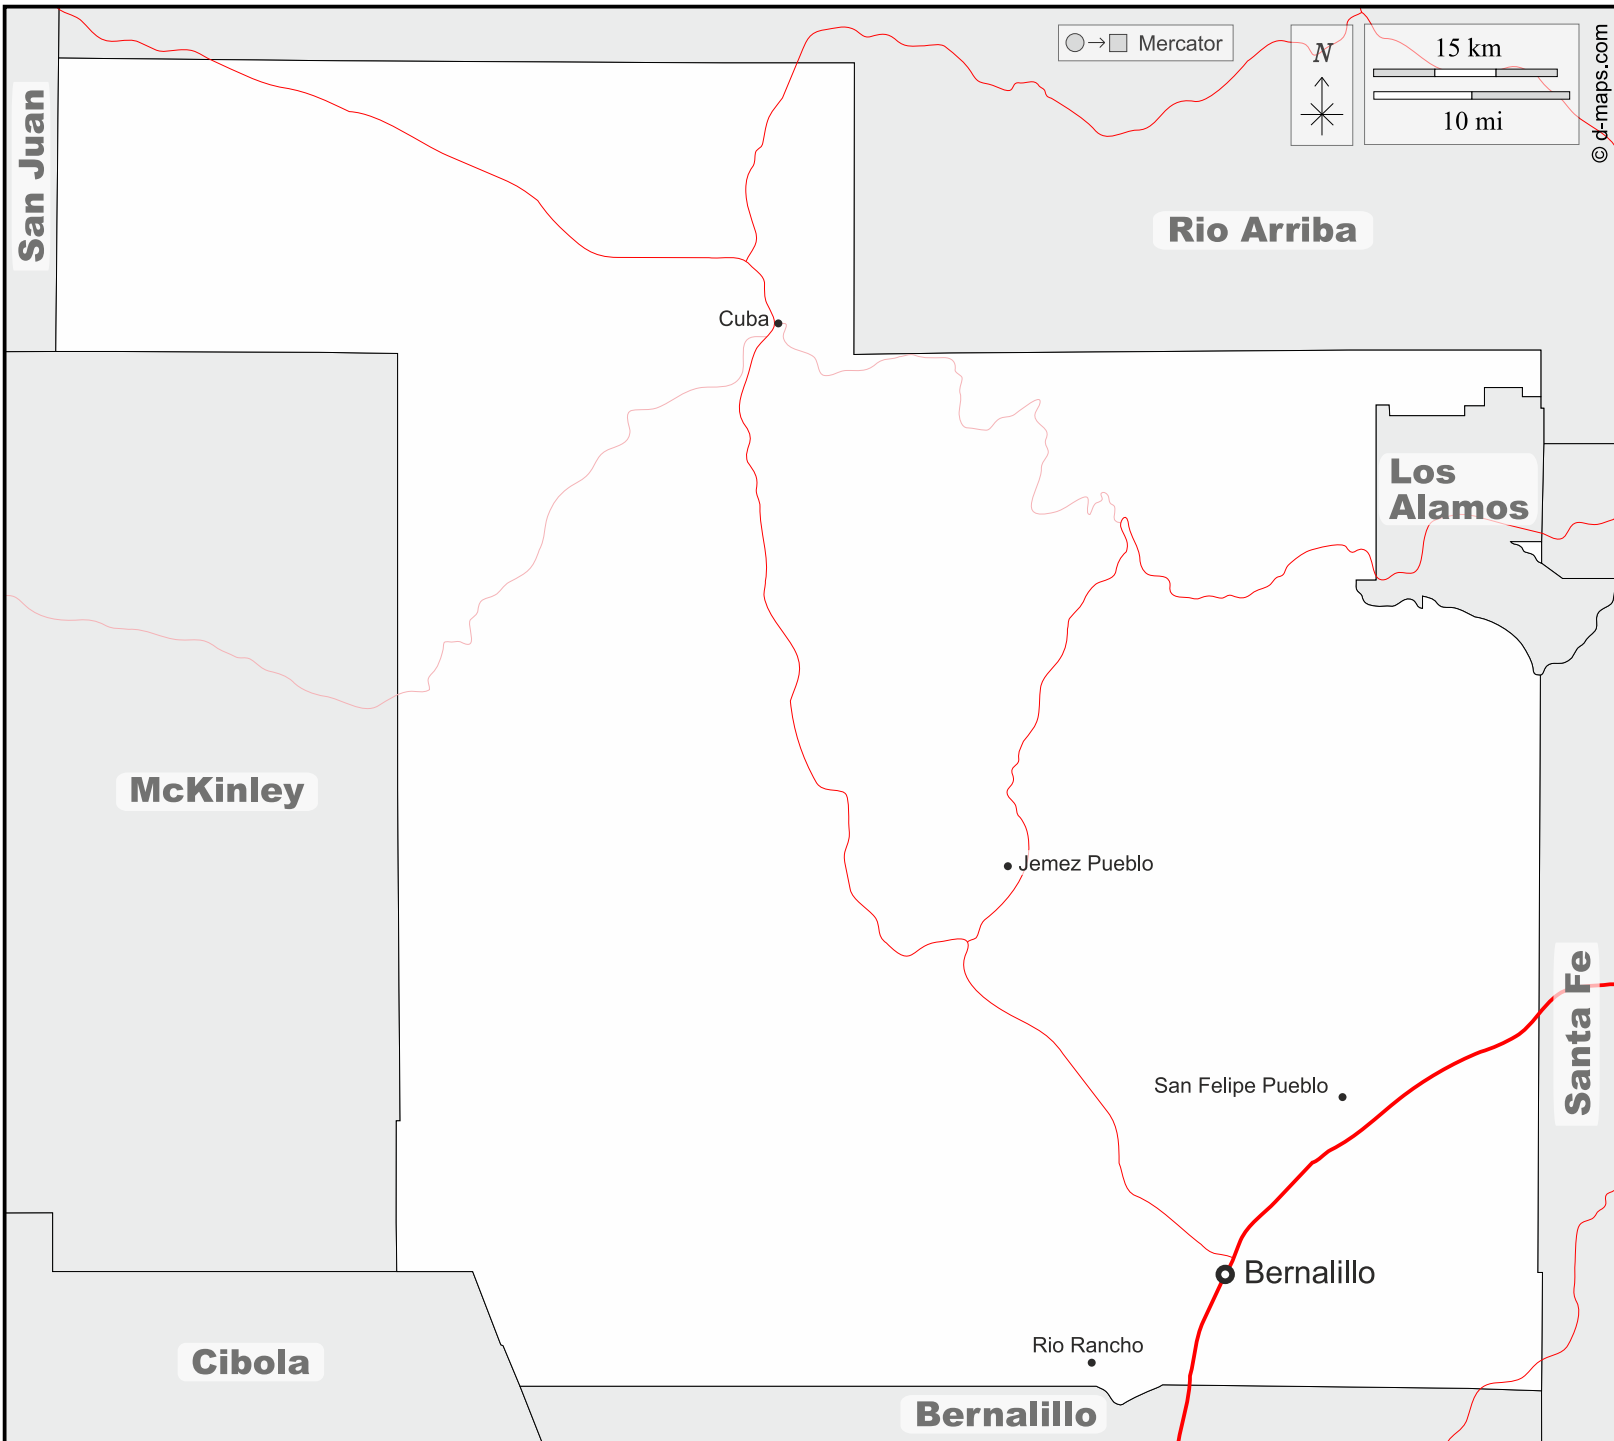 Mercator
N
15 km
10 mi
© d-maps.com
San Juan
Rio Arriba
Cuba
Los
Alamos
McKinley
Jemez Pueblo
Santa Fe
San Felipe Pueblo
Bernalillo
Rio Rancho
Cibola
Bernalillo